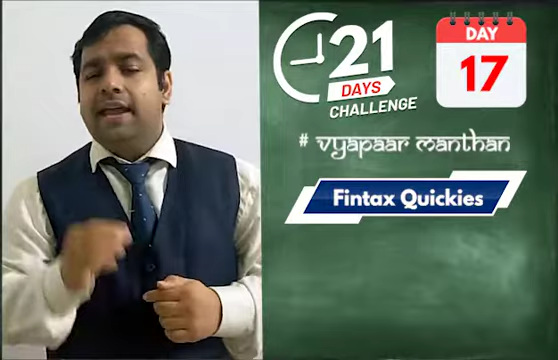 21
DAYS
CHALLENGE
DAY
17
# vyapaar manthan
Fintax Quickies